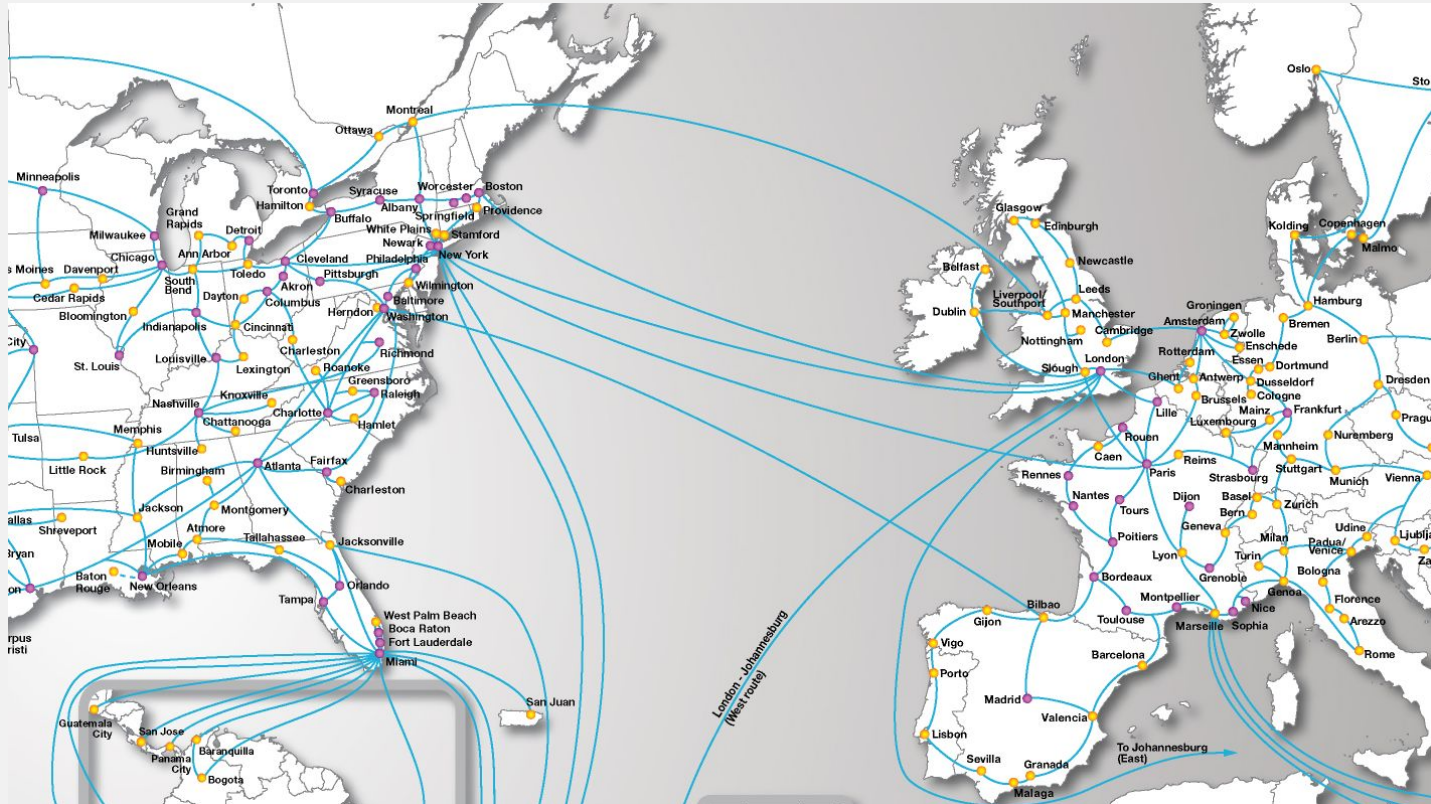 Montreal
Ottawa
Minneapolis
Toronto
Hamilton
Syracuse
Worcester
Boston
Albany
Springfield
Providence
Buffalo
Grand
Rapids
Detroit
Milwaukee
Ann Arbor
White Plains
Stamford
Newark
New York
Chicago
Cleveland
Philadelphia
s Moines
Davenport
South
Bend
Toledo
Akron
Pittsburgh
Wilmington
Cedar Rapids
Dayton
Columbus
Baltimore
Herndon
Washington
Bloomington
Indianapolis
Cincinnati
City
Charleston
Richmond
St. Louis
Lopisville
Lexington
Roanoke
Greensboro
Raleigh
Knoxville
Nashville
Charlotte
Chattanooga
Hamlet
Memphis
Tulsa
Huntsville
Little Rock
Birmingham
Atlanta
Fairfax
Charleston
Jackson
Montgomery
allas
Shreveport
Atmore
Tallahassee
Jacksonville
Bryan
Mobile
on
Baton
Rouge
New Orleans
Orlando
Tampa
West Palm Beach
Boca Raton
Fort Lauderdale
Miami
rpus
risti
San Juan
Guatemala
City
San Jose
Panama
City
Baranquilla
Bogota
London - Johannesburg
(West route)
To Johannesburg
(East)
Oslo
Sto
Glasgow
Edinburgh
Kolding
Copenhagen
Malmo
Newcastle
Belfast
Leeds
Liverpool/
Southport
Dublin
Manchester
Cambridge
Nottingham
London
Slough
Groningen
Amsterdam
Hamburg
Bremen
Zwolle
Enschede
Berlin
Rotterdam
Essen
Dortmund
Ghent
Antwerp
Dusseldorf
Brussels
Cologne
Dresden
Lille
Mainz
Frankfurt
Luxembourg
Pragu
Rouen
Mannheim
Nuremberg
Caen
Reims
Stuttgart
Paris
Strasbourg
Munich
Vienna
Rennes
Nantes
Tours
Dijon
Basel
Bern
Zurich
Geneva
Poitiers
Lyon
Milan
Udine
Turin
Padua/
Venice
Ljublja
Za
Grenoble
Bordeaux
Bologna
Genoa
Montpellier
Nice
Florence
Toulouse
Marseille
Sophia
Arezzo
Rome
Gijon
Bilbao
Vigo
Barcelona
Porto
Madrid
Valencia
Lisbon
Sevilla
Granada
Malaga